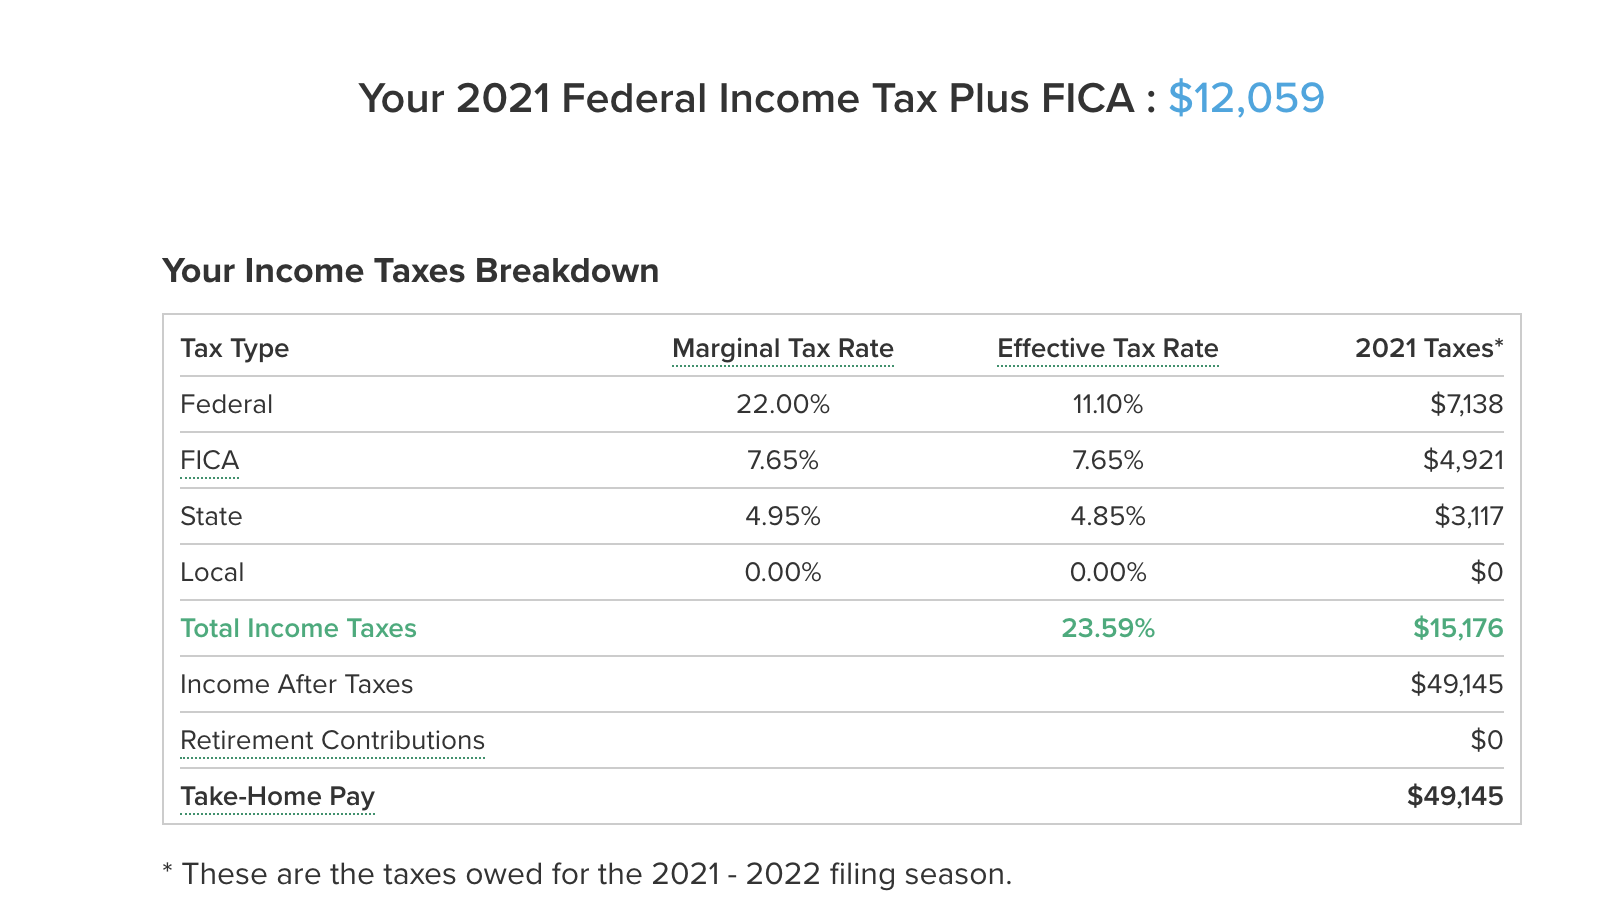 Your 2021 Federal Income Tax Plus FICA : $12,059
Your Income Taxes Breakdown
Tax Type Marginal Tax Rate Effective Tax Rate 2021 Taxes*
Federal 22.00% 11.10% $7,138
FICA 7.65% 7.65% $4,921
State 4.95% 4.85% $3,117
Local 0.00% 0.00% $0
Total Income Taxes 23.59% $15,176
Income After Taxes $49,145
Retirement Contributions $0
Take-Home Pay $49,145
* These are the taxes owed for the 2021 - 2022 filing season.